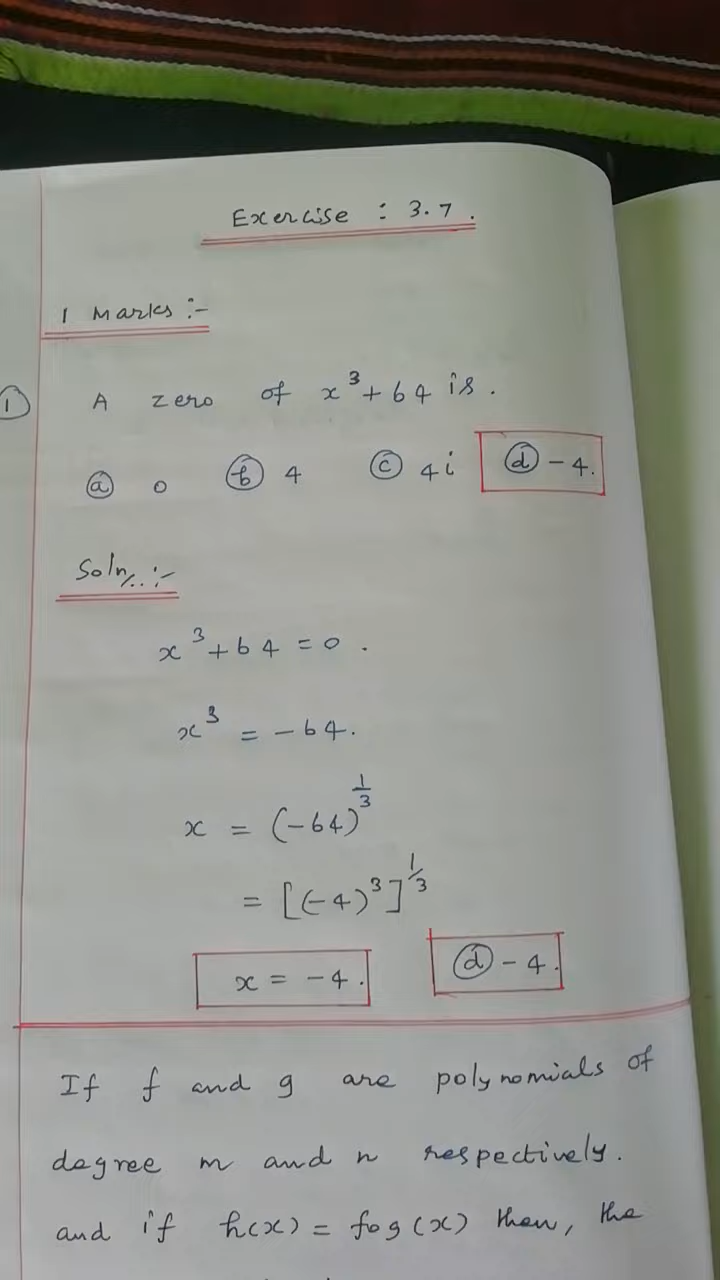 Exercise : 3.7.
1 Marks :-
① A zero of x³+64 is.
ⓐ 0 ⓑ 4 ⓒ 4i ⓓ -4.
Soln/.. :-
x³+64 = 0.
x³ = -64.
x = (-64)^1/3
= [(-4)³]^1/3
x = -4. ⓓ -4.
If f and g are polynomials of
degree m and n respectively.
and if h(x) = fog(x) then, the